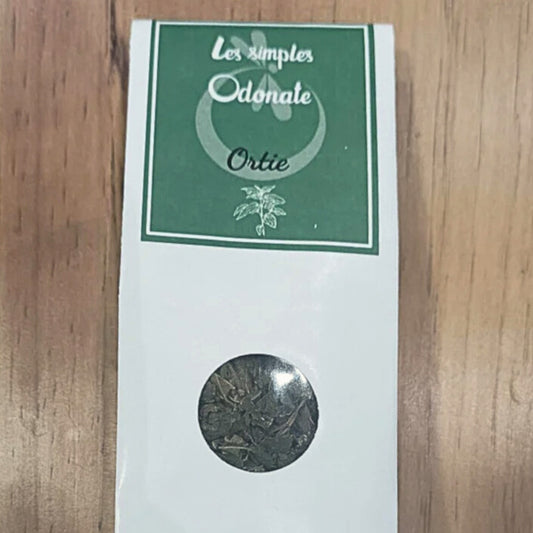 Les simples
Odonate
Ortie